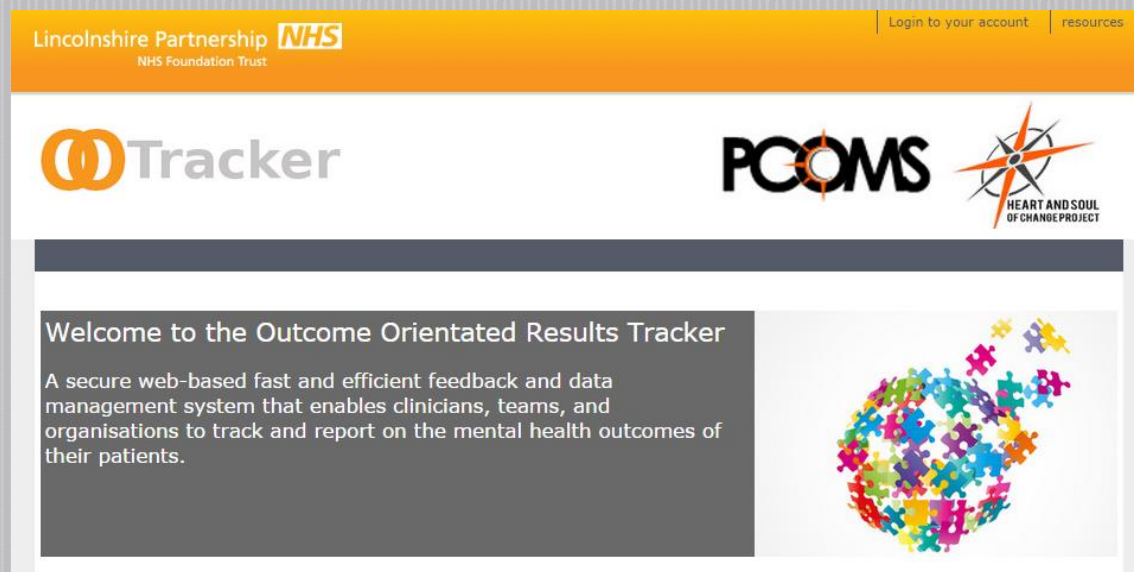 Lincolnshire Partnership NHS
NHS Foundation Trust
Login to your account
resources
Tracker
PCOMS
HEART AND SOUL
OF CHANGE PROJECT
Welcome to the Outcome Orientated Results Tracker
A secure web-based fast and efficient feedback and data
management system that enables clinicians, teams, and
organisations to track and report on the mental health outcomes of
their patients.